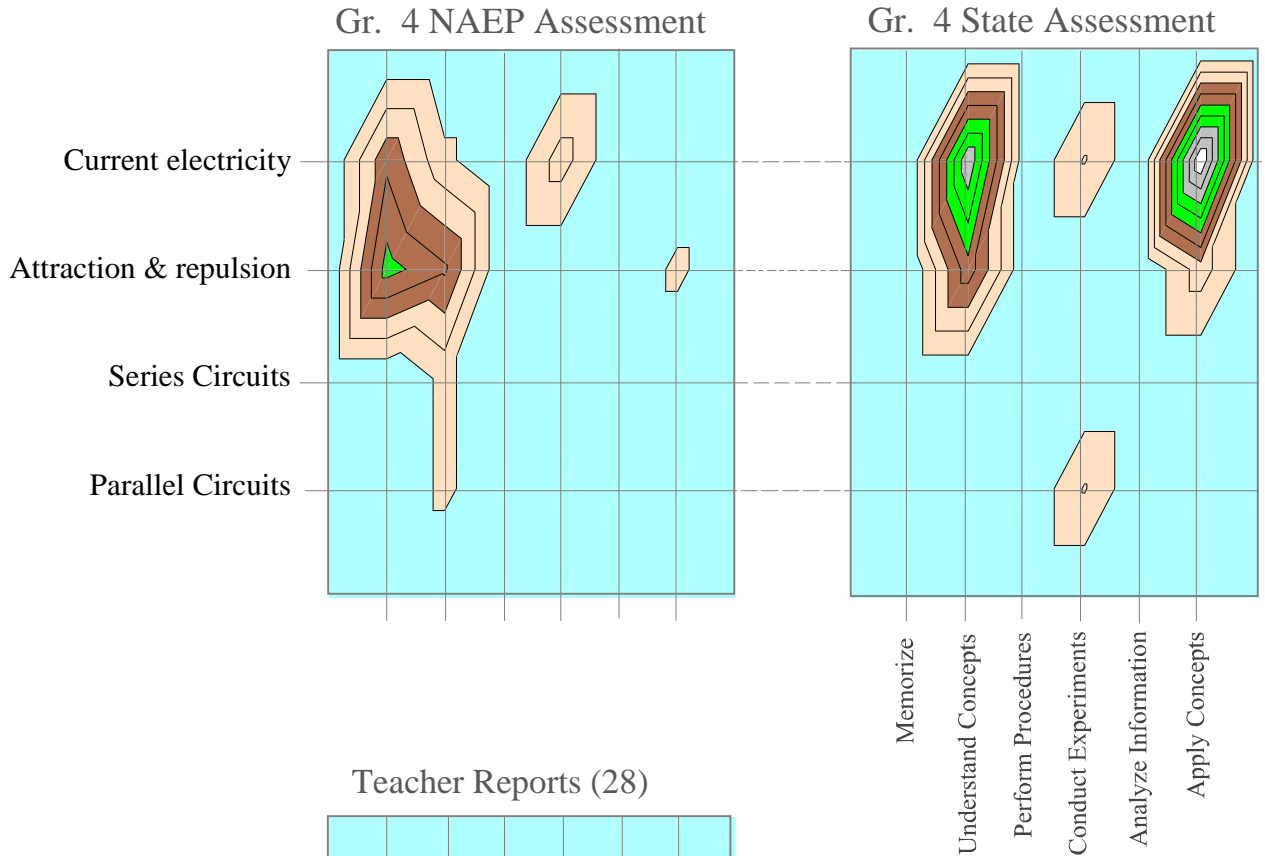 Gr. 4 NAEP Assessment
Gr. 4 State Assessment
Current electricity
Attraction & repulsion
Series Circuits
Parallel Circuits
Memorize
Understand Concepts
Perform Procedures
Conduct Experiments
Analyze Information
Apply Concepts
Teacher Reports (28)